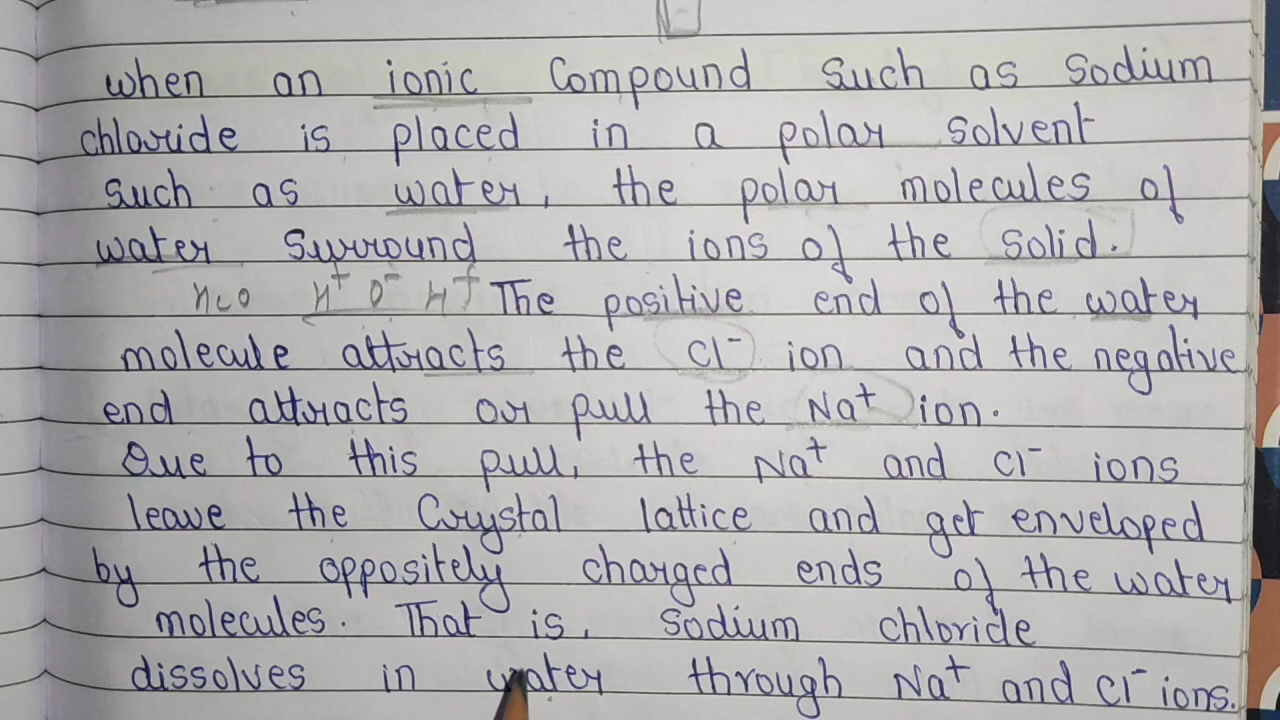 when an ionic Compound such as sodium
chloride is placed in a polar solvent
such as water, the polar molecules of
water surround the ions of the solid.
H⁺ O⁻ H⁺ The positive end of the water
molecule attracts the Cl⁻ ion and the negative
end attracts or pull the Na⁺ ion.
Due to this pull, the Na⁺ and Cl⁻ ions
leave the Crystal lattice and get enveloped
by the oppositely charged ends of the water
molecules. That is, sodium chloride
dissolves in water through Na⁺ and Cl⁻ ions.